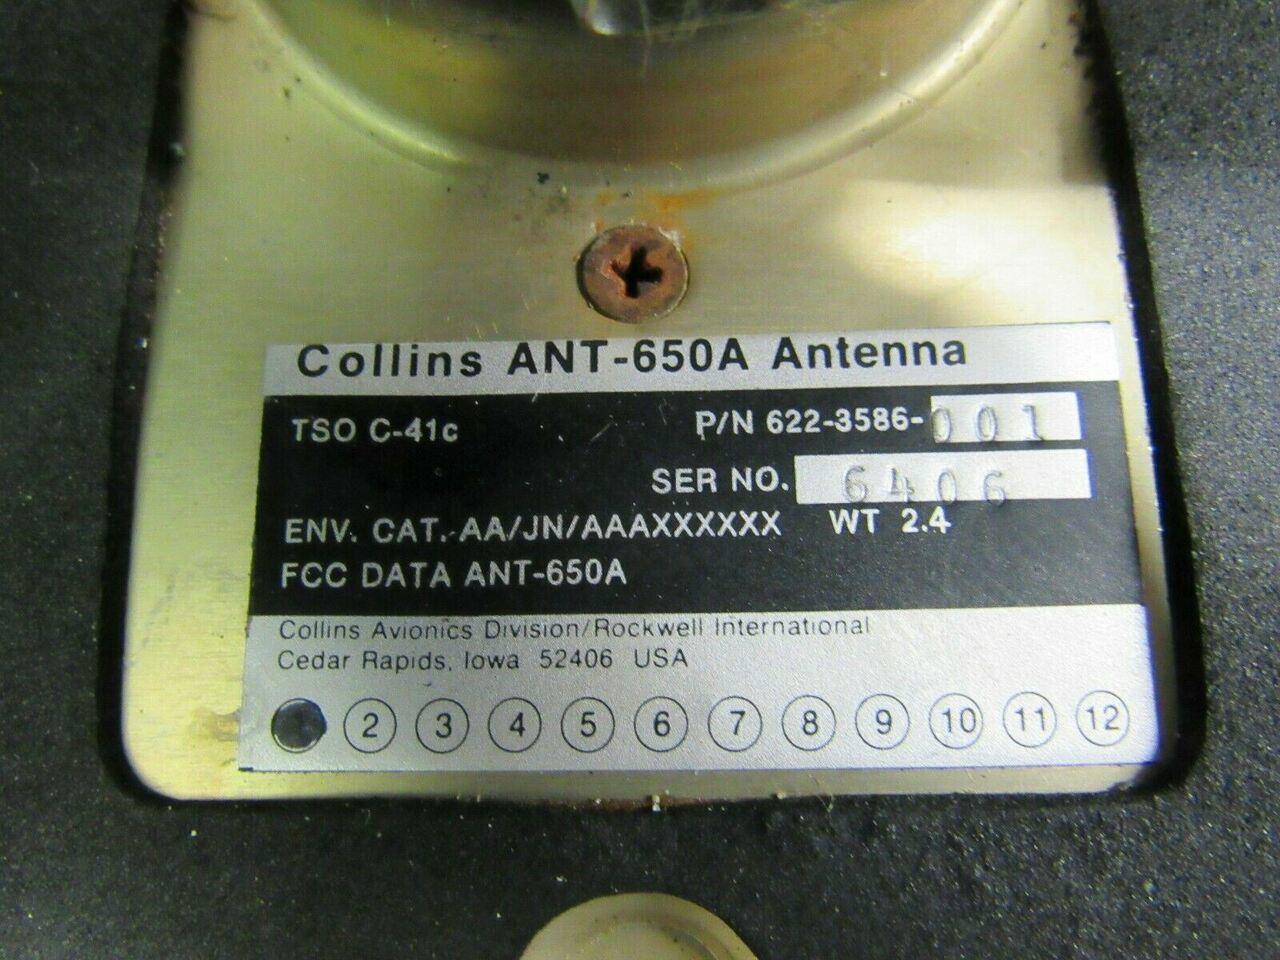 Collins ANT-650A Antenna
TSO C-41c P/N 622-3586-001
SER NO. 6406
ENV. CAT. AA/JN/AAAXXXXXX WT 2.4
FCC DATA ANT-650A
Collins Avionics Division/Rockwell International
Cedar Rapids, Iowa 52406 USA
2 3 4 5 6 7 8 9 10 11 12